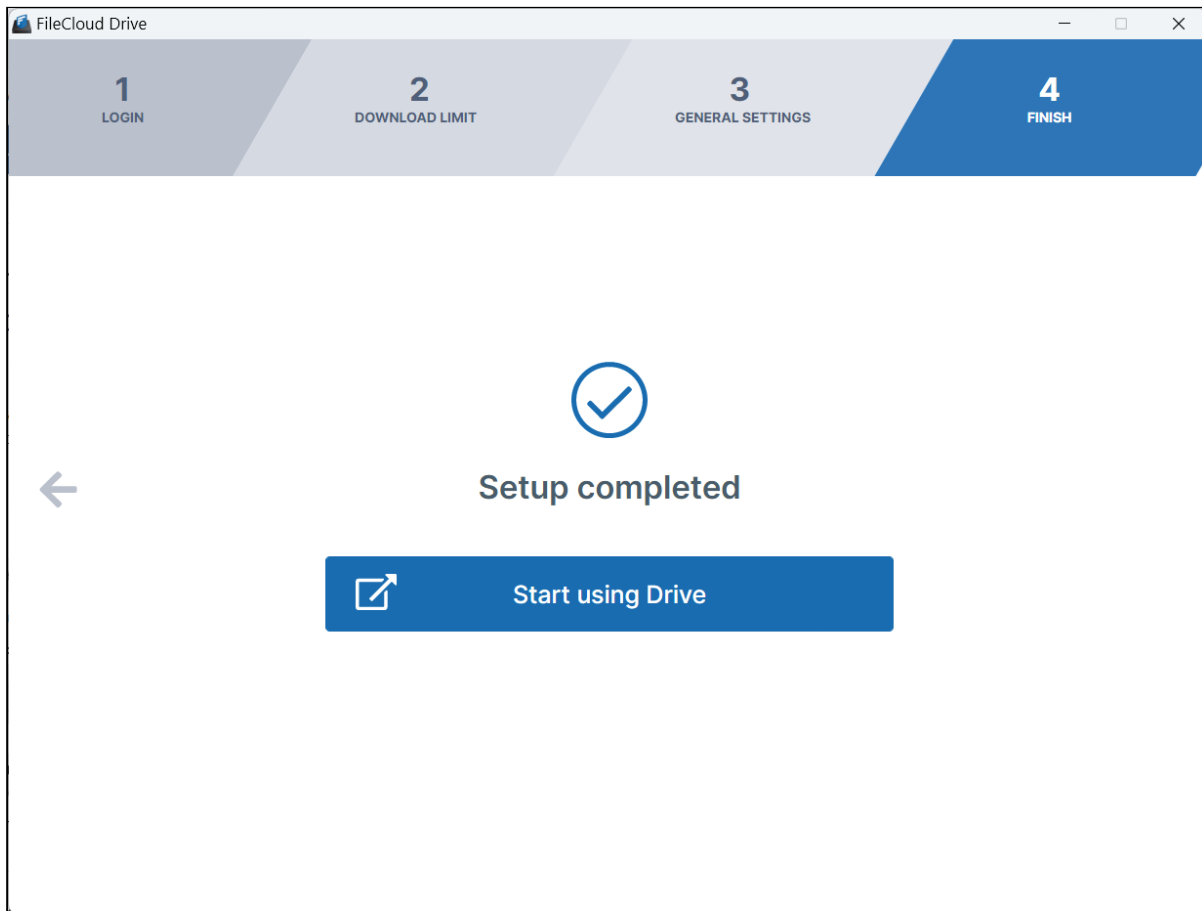 FileCloud Drive
1
LOGIN
2
DOWNLOAD LIMIT
3
GENERAL SETTINGS
4
FINISH
Setup completed
Start using Drive